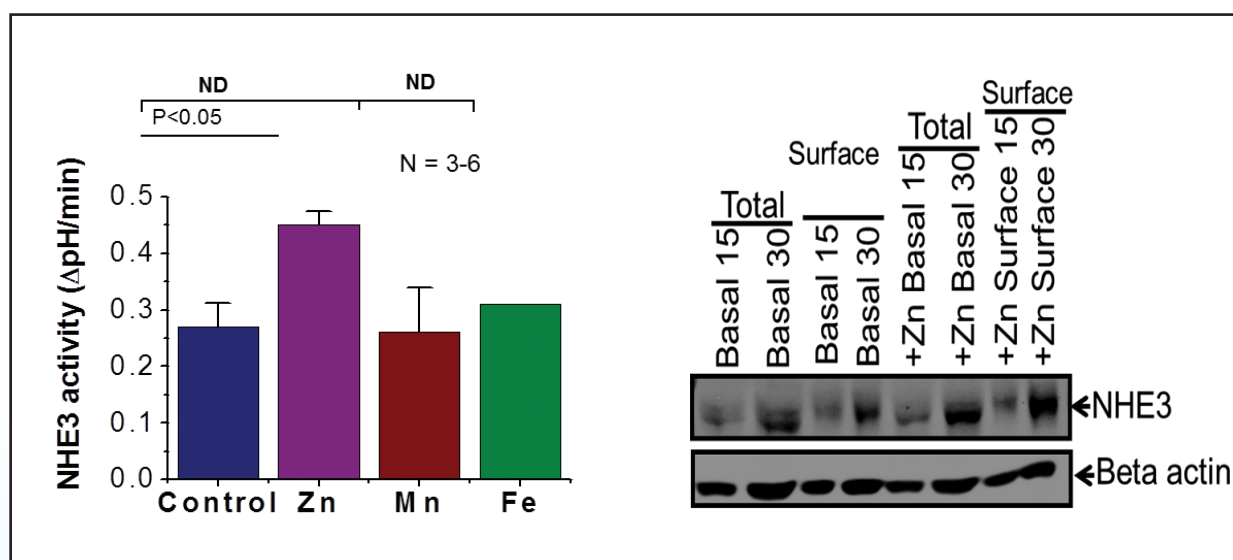 ND
ND
P<0.05
N = 3-6
NHE3 activity (ΔpH/min)
0.5
0.4
0.3
0.2
0.1
0.0
Control
Zn
Mn
Fe
Total
Surface
Total
Surface
Basal 15
Basal 30
Basal 15
Basal 30
+Zn Basal 15
+Zn Basal 30
+Zn Surface 15
+Zn Surface 30
NHE3
Beta actin